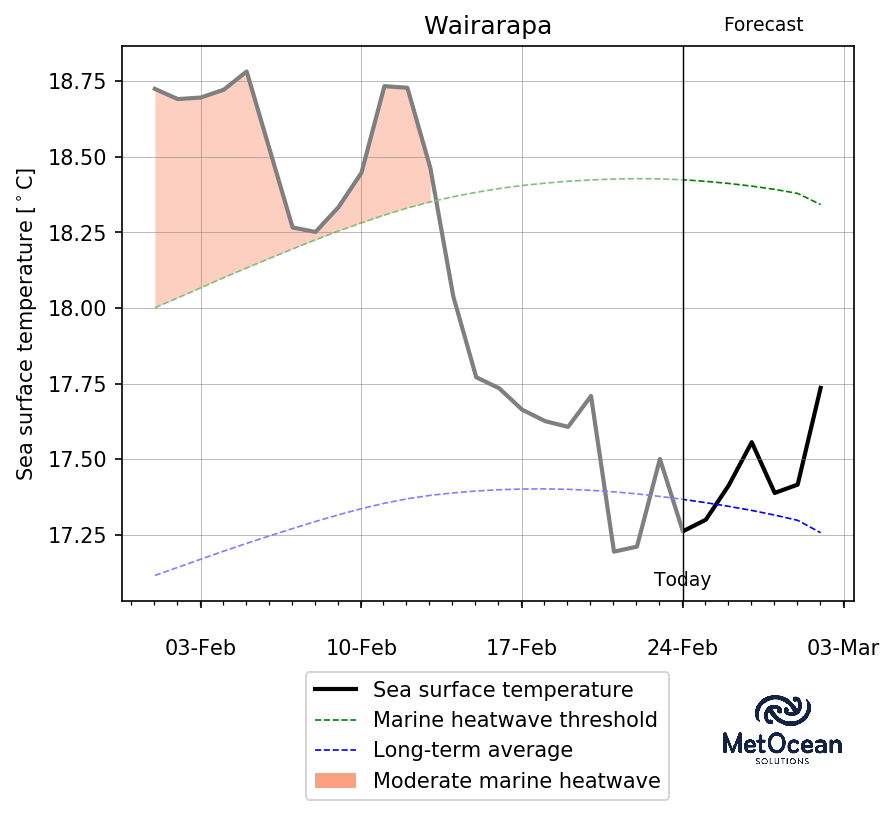 Wairarapa
Forecast
Sea surface temperature [°C]
18.75
18.50
18.25
18.00
17.75
17.50
17.25
Today
03-Feb
10-Feb
17-Feb
24-Feb
03-Mar
Sea surface temperature
Marine heatwave threshold
Long-term average
Moderate marine heatwave
MetOcean
SOLUTIONS